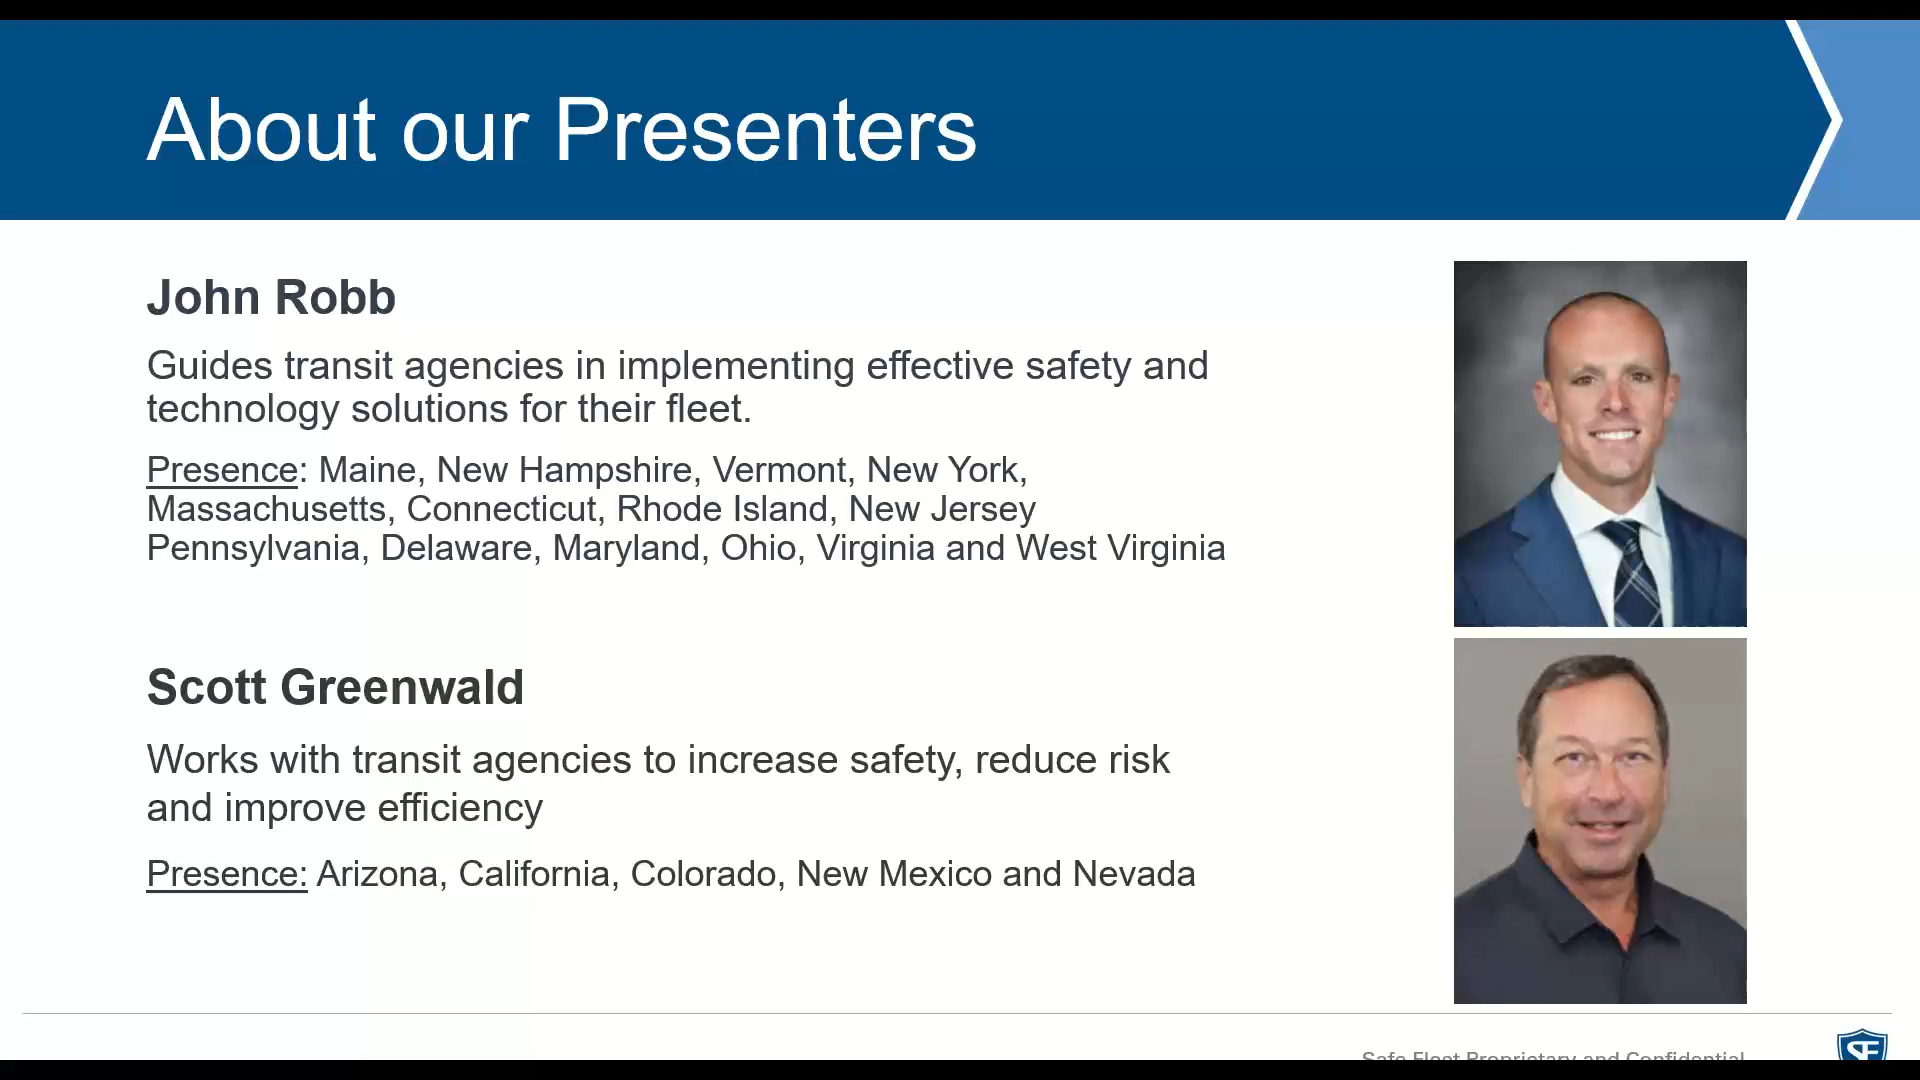 About our Presenters
John Robb
Guides transit agencies in implementing effective safety and
technology solutions for their fleet.
Presence: Maine, New Hampshire, Vermont, New York,
Massachusetts, Connecticut, Rhode Island, New Jersey
Pennsylvania, Delaware, Maryland, Ohio, Virginia and West Virginia
Scott Greenwald
Works with transit agencies to increase safety, reduce risk
and improve efficiency
Presence: Arizona, California, Colorado, New Mexico and Nevada
Safe Fleet Proprietary and Confidential
SF